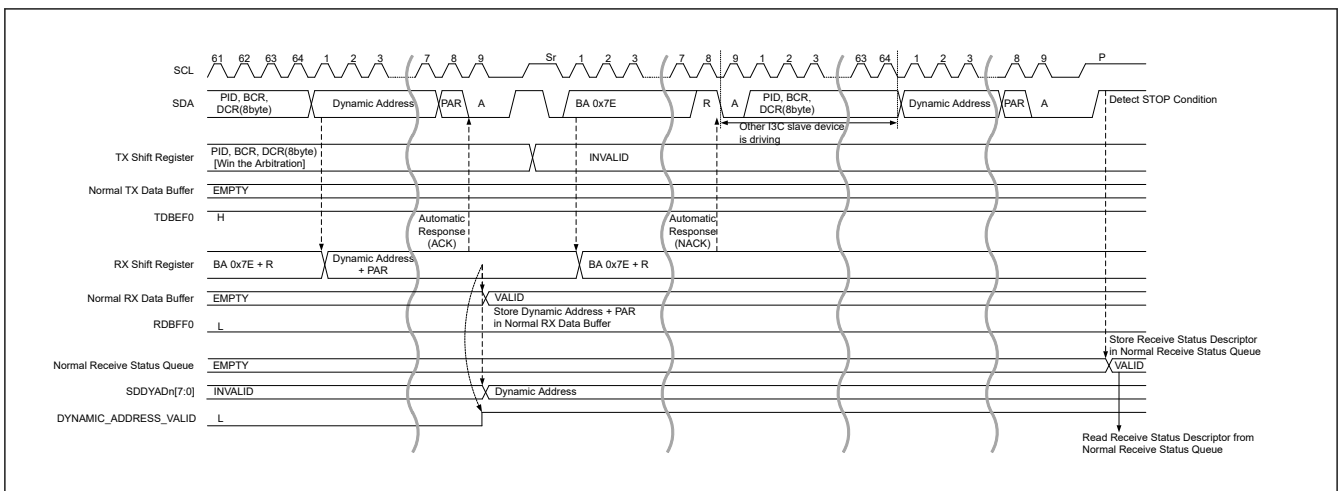 61 62 63 64 1 2 3 7 8 9 Sr 1 2 3 7 8 9 1 2 3 63 64 1 2 3 8 9 P
SCL
SDA PID, BCR, DCR(8byte) Dynamic Address PAR A BA 0x7E R A PID, BCR, DCR(8byte) Dynamic Address PAR A Detect STOP Condition
Other I3C slave device
is driving
TX Shift Register PID, BCR, DCR(8byte) INVALID
[Win the Arbitration]
Normal TX Data Buffer EMPTY
TDBEF0 H
Automatic
Response
(ACK)
Automatic
Response
(NACK)
RX Shift Register BA 0x7E + R Dynamic Address + PAR BA 0x7E + R
Normal RX Data Buffer EMPTY VALID
Store Dynamic Address + PAR
in Normal RX Data Buffer
RDBFF0 L
Store Receive Status Descriptor
in Normal Receive Status Queue
Normal Receive Status Queue EMPTY VALID
SDDYADn[7:0] INVALID Dynamic Address
DYNAMIC_ADDRESS_VALID L
Read Receive Status Descriptor from
Normal Receive Status Queue